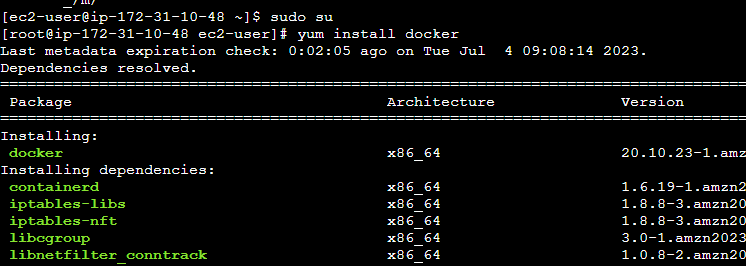 _/m/
[ec2-user@ip-172-31-10-48 ~]$ sudo su
[root@ip-172-31-10-48 ec2-user]# yum install docker
Last metadata expiration check: 0:02:05 ago on Tue Jul  4 09:08:14 2023.
Dependencies resolved.
Package Architecture Version
Installing:
docker x86_64 20.10.23-1.amz
Installing dependencies:
containerd x86_64 1.6.19-1.amzn2
iptables-libs x86_64 1.8.8-3.amzn20
iptables-nft x86_64 1.8.8-3.amzn20
libcgroup x86_64 3.0-1.amzn2023
libnetfilter_conntrack x86_64 1.0.8-2.amzn20